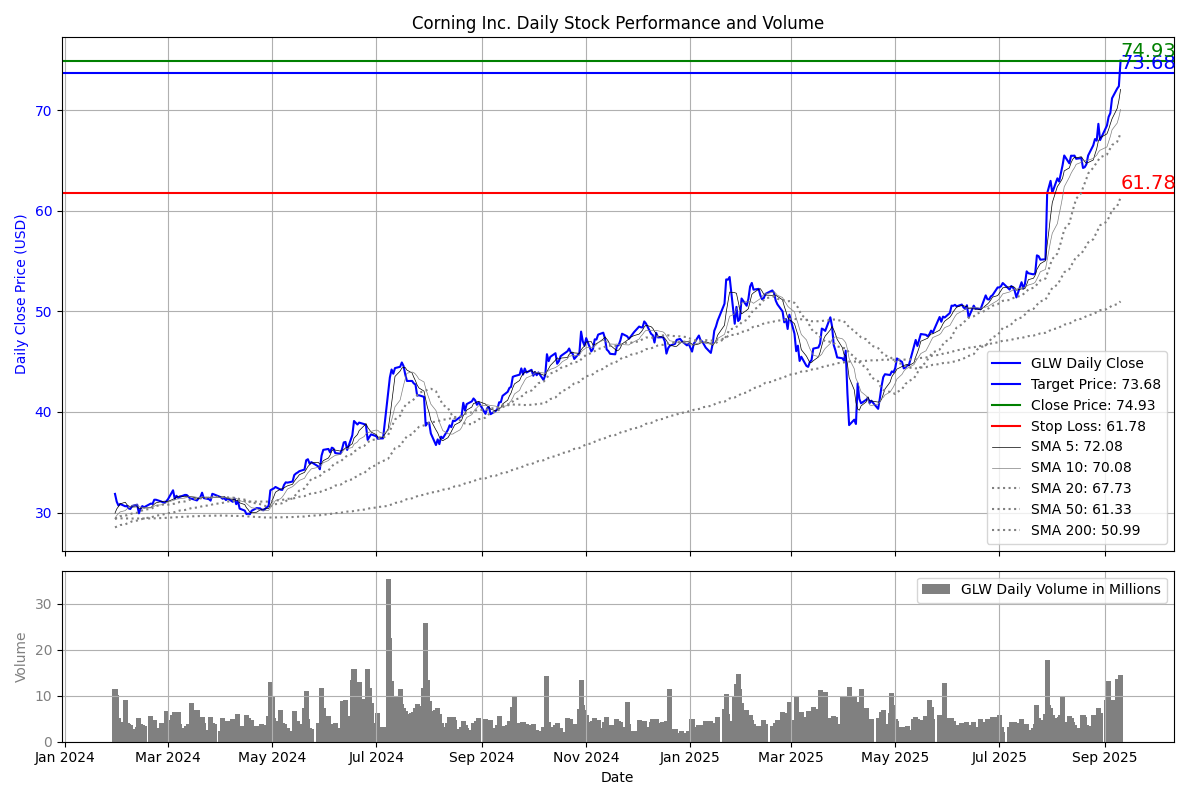 Corning Inc. Daily Stock Performance and Volume
74.93
73.68
70
61.78
60
Daily Close Price (USD)
50
40
30
GLW Daily Close
Target Price: 73.68
Close Price: 74.93
Stop Loss: 61.78
SMA 5: 72.08
SMA 10: 70.08
SMA 20: 67.73
SMA 50: 61.33
SMA 200: 50.99
GLW Daily Volume in Millions
30
20
10
0
Volume
Jan 2024 Mar 2024 May 2024 Jul 2024 Sep 2024 Nov 2024 Jan 2025 Mar 2025 May 2025 Jul 2025 Sep 2025
Date